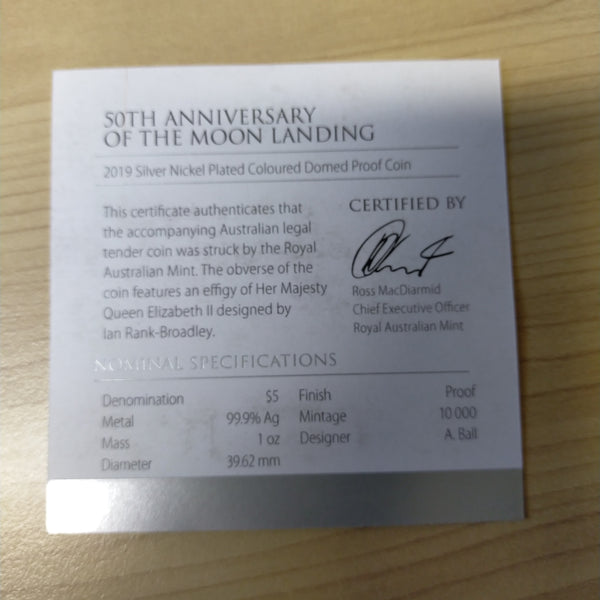 50TH ANNIVERSARY
OF THE MOON LANDING
2019 Silver Nickel Plated Coloured Domed Proof Coin
This certificate authenticates that
the accompanying Australian legal
tender coin was struck by the Royal
Australian Mint. The obverse of the
coin features an effigy of Her Majesty
Queen Elizabeth II designed by
Ian Rank-Broadley.
CERTIFIED BY
Ross MacDiarmid
Chief Executive Officer
Royal Australian Mint
NOMINAL SPECIFICATIONS
Denomination $5
Metal 99.9% Ag
Mass 1 oz
Diameter 39.62 mm
Finish Proof
Mintage 10 000
Designer A. Ball